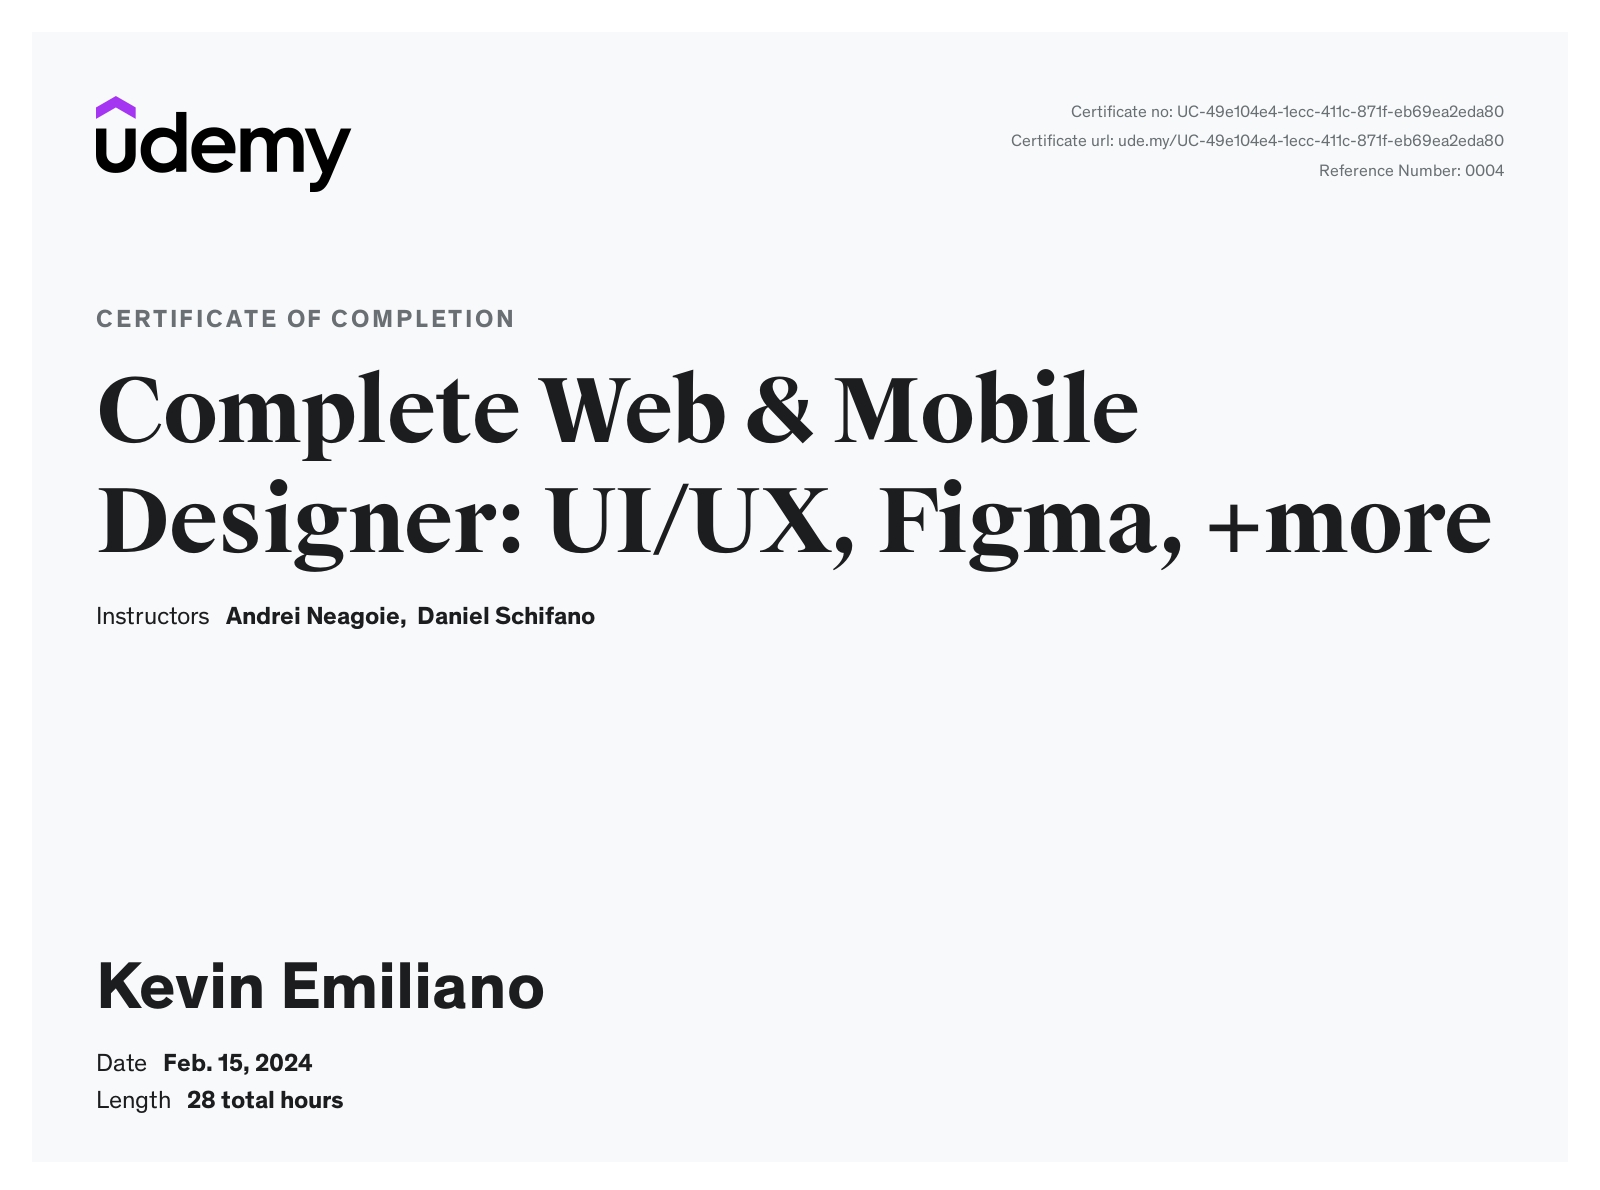 udemy
Certificate no: UC-49e104e4-1ecc-411c-871f-eb69ea2eda80
Certificate url: ude.my/UC-49e104e4-1ecc-411c-871f-eb69ea2eda80
Reference Number: 0004
CERTIFICATE OF COMPLETION
Complete Web & Mobile
Designer: UI/UX, Figma, +more
Instructors Andrei Neagoie, Daniel Schifano
Kevin Emiliano
Date Feb. 15, 2024
Length 28 total hours